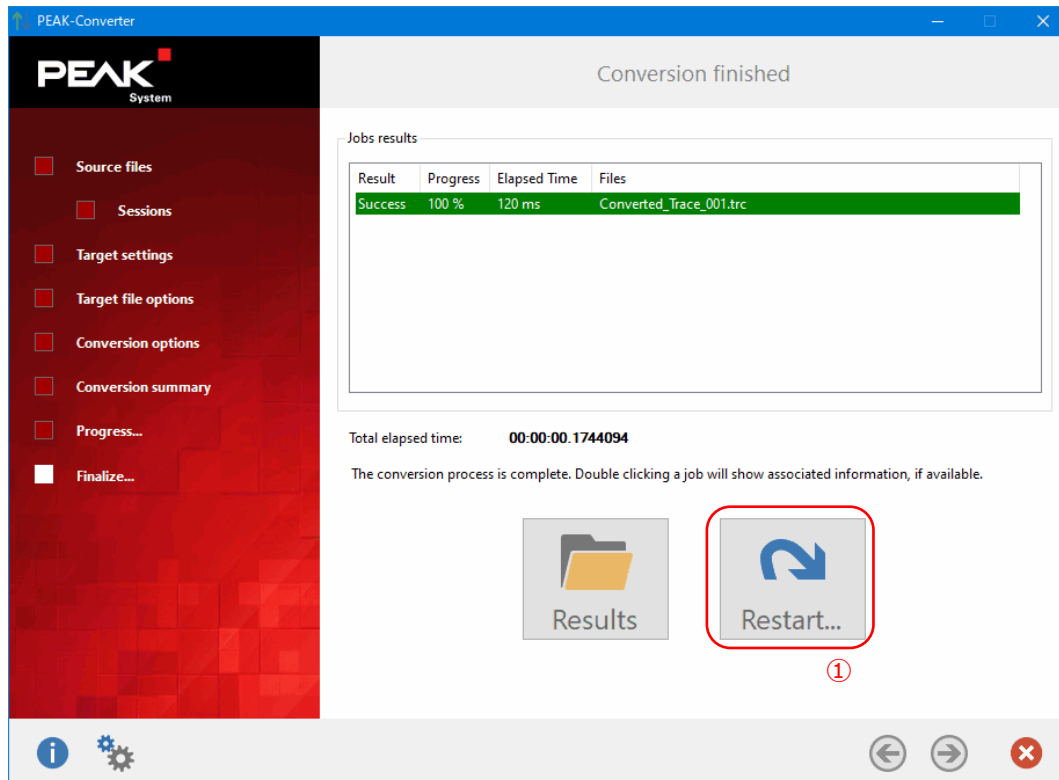 PEAK-Converter
PEAK
System
Conversion finished
Source files
Sessions
Target settings
Target file options
Conversion options
Conversion summary
Progress...
Finalize...
Jobs results
Result Progress Elapsed Time Files
Success 100 % 120 ms Converted_Trace_001.trc
Total elapsed time: 00:00:00.1744094
The conversion process is complete. Double clicking a job will show associated information, if available.
Results
Restart...
①